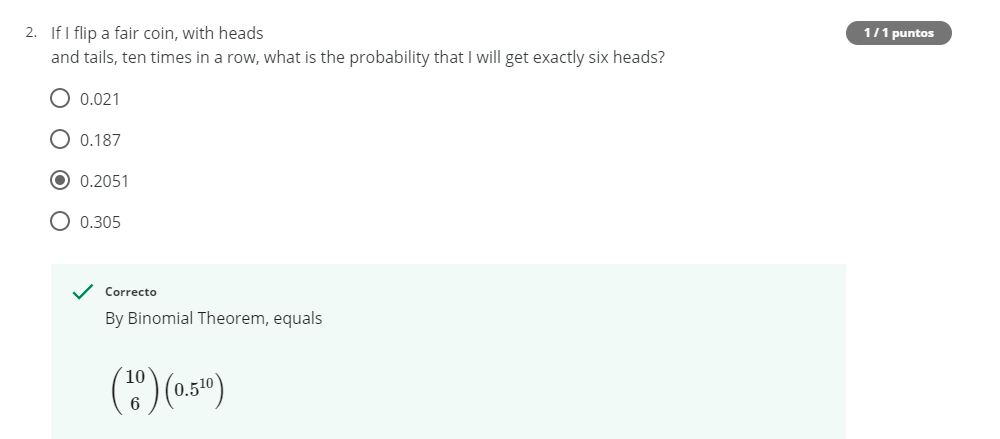 2. If I flip a fair coin, with heads
1 / 1 puntos
and tails, ten times in a row, what is the probability that I will get exactly six heads?
0.021
0.187
0.2051
0.305
Correcto
By Binomial Theorem, equals
(10
6)(0.5¹⁰)